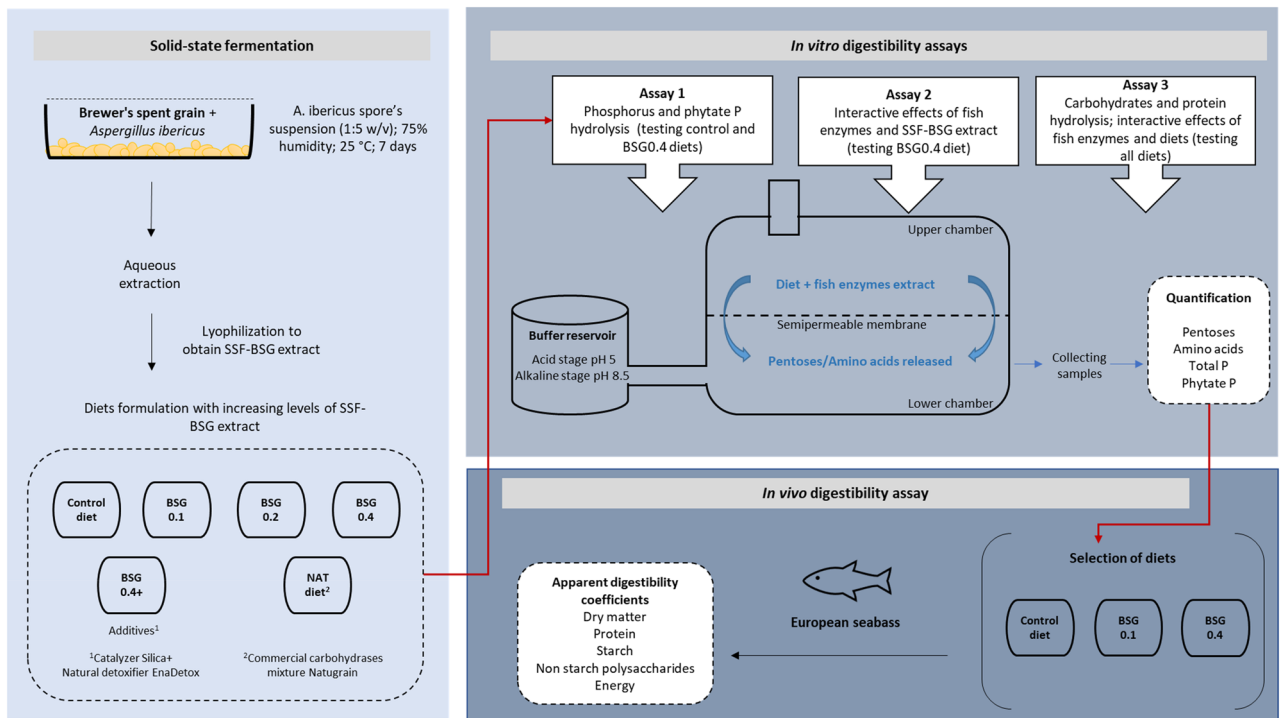 Solid-state fermentation
Brewer's spent grain +
Aspergillus ibericus
A. ibericus spore's
suspension (1:5 w/v); 75%
humidity; 25 °C; 7 days
Aqueous
extraction
Lyophilization to
obtain SSF-BSG extract
Diets formulation with increasing levels of SSF-
BSG extract
Control
diet
BSG
0.1
BSG
0.2
BSG
0.4
BSG
0.4+
NAT
diet²
Additives¹
¹Catalyzer Silica+
Natural detoxifier EnaDetox
²Commercial carbohydrases
mixture Natugrain
In vitro digestibility assays
Assay 1
Phosphorus and phytate P
hydrolysis (testing control and
BSG0.4 diets)
Assay 2
Interactive effects of fish
enzymes and SSF-BSG extract
(testing BSG0.4 diet)
Assay 3
Carbohydrates and protein
hydrolysis; interactive effects of
fish enzymes and diets (testing
all diets)
Upper chamber
Diet + fish enzymes extract
Semipermeable membrane
Pentoses/Amino acids released
Lower chamber
Buffer reservoir
Acid stage pH 5
Alkaline stage pH 8.5
Collecting
samples
Quantification
Pentoses
Amino acids
Total P
Phytate P
In vivo digestibility assay
Selection of diets
Control
diet
BSG
0.1
BSG
0.4
European seabass
Apparent digestibility
coefficients
Dry matter
Protein
Starch
Non starch polysaccharides
Energy